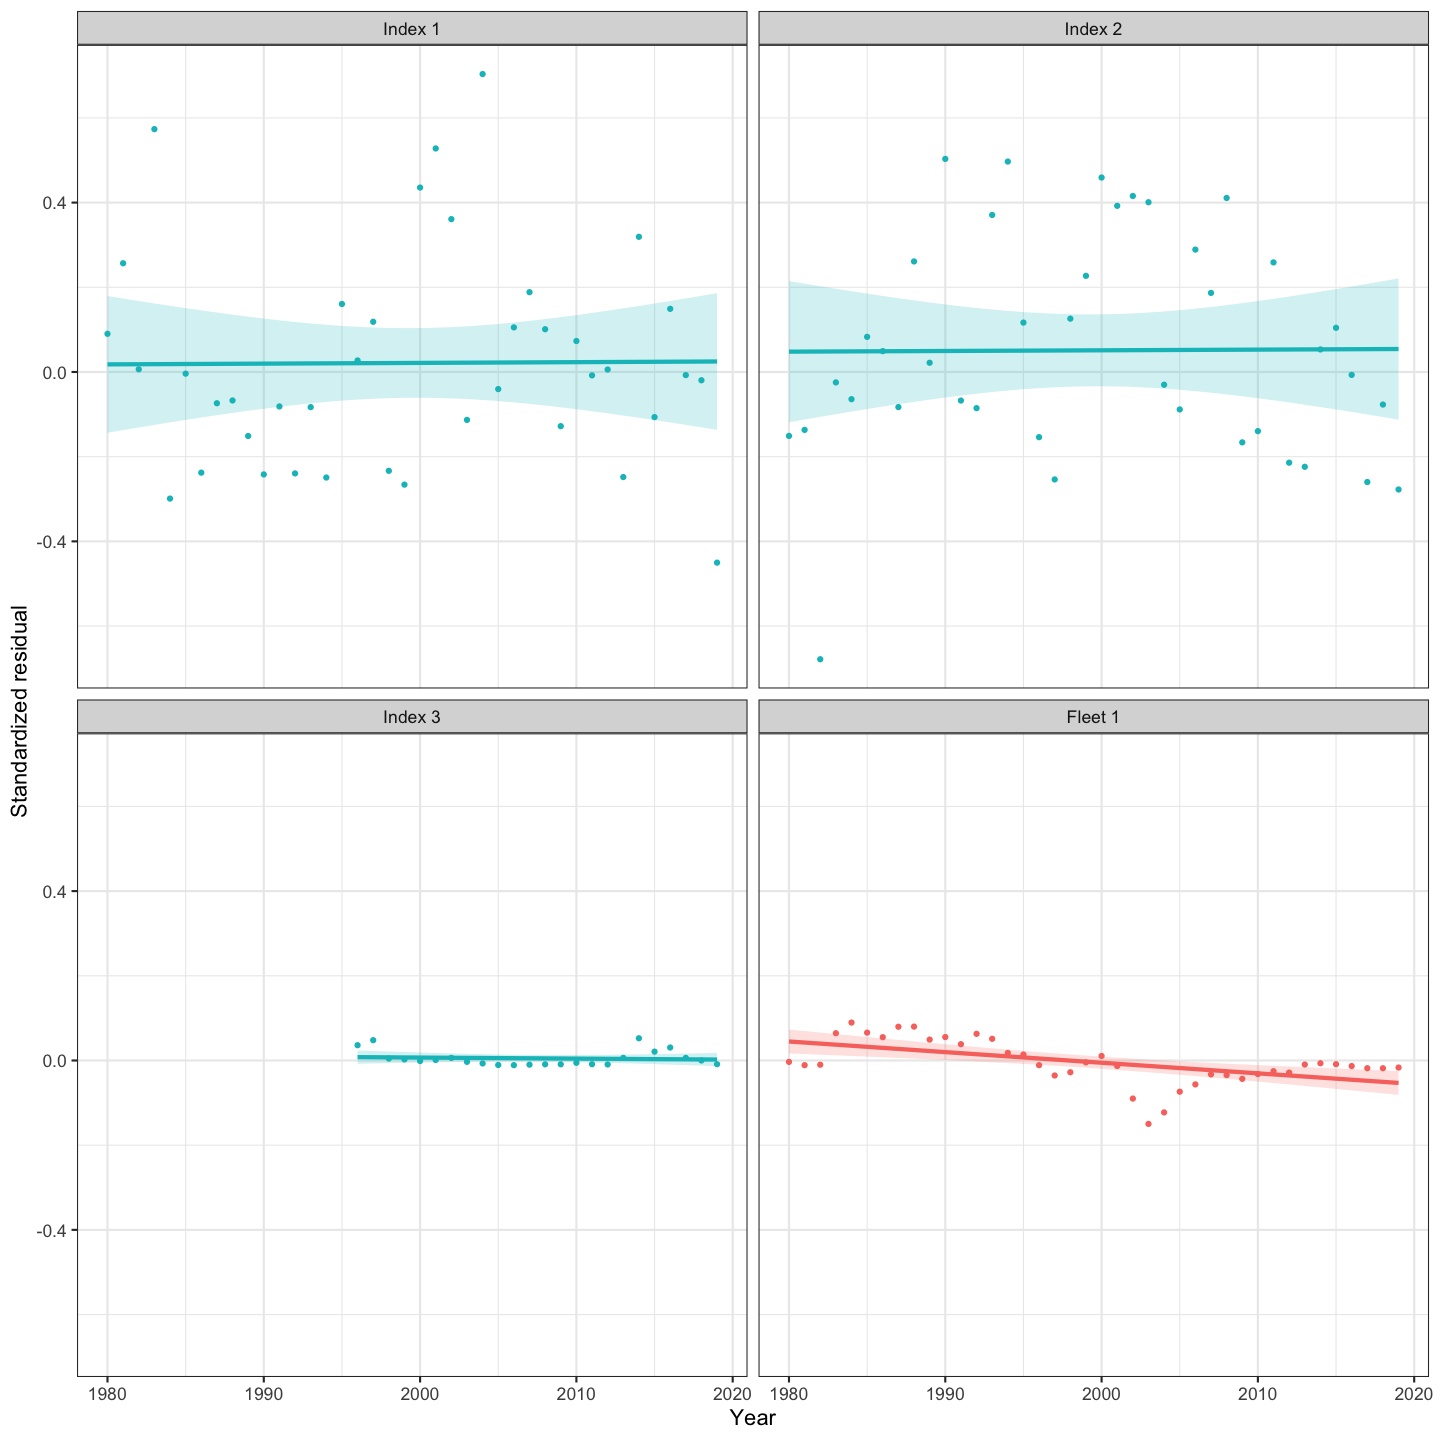 Index 1
Index 2
0.4
0.0
-0.4
Index 3
Fleet 1
0.4
0.0
-0.4
1980 1990 2000 2010 2020 1980 1990 2000 2010 2020
Year
Standardized residual